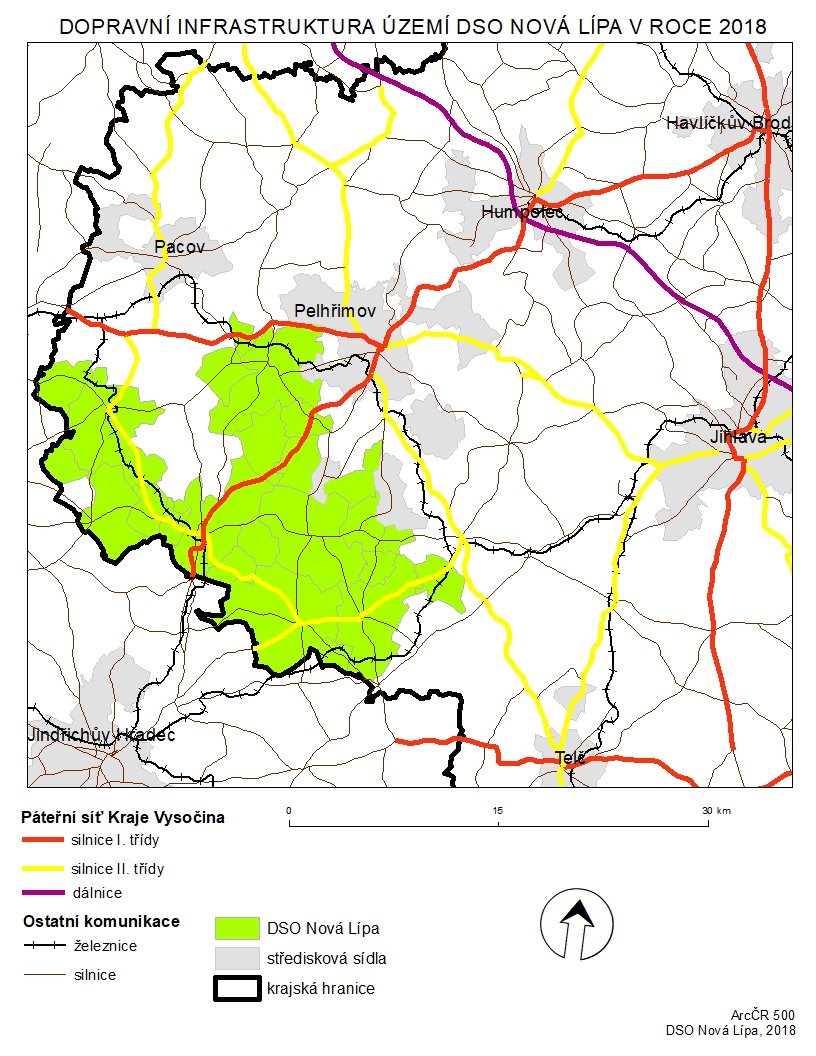 DOPRAVNÍ INFRASTRUKTURA ÚZEMÍ DSO NOVÁ LÍPA V ROCE 2018
Havlíčkův Brod
Humpolec
Pacov
Pelhřimov
Jihlava
Jindřichův Hradec
Telč
Páteřní síť Kraje Vysočina
silnice I. třídy
silnice II. třídy
dálnice
Ostatní komunikace
železnice
silnice
0 15 30 km
DSO Nová Lípa
středisková sídla
krajská hranice
ArcČR 500
DSO Nová Lípa, 2018